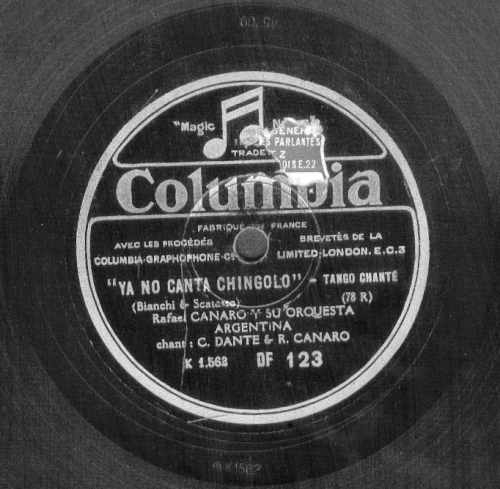 "Magic
GÉNÉR
PARLANTES
TRADE
Columbia
FABRIQUÉ EN FRANCE
AVEC LES PROCÉDÉS BREVETÉS DE LA
COLUMBIA-GRAPHOPHONE-Cº LIMITED-LONDON. E.C.3
"YA NO CANTA CHINGOLO" - TANGO CHANTÉ
(Bianchi & Scatasso) (78 R)
Rafael CANARO Y SU ORQUESTA
ARGENTINA
chant : C. DANTE & R. CANARO
K 1.562 DF 123